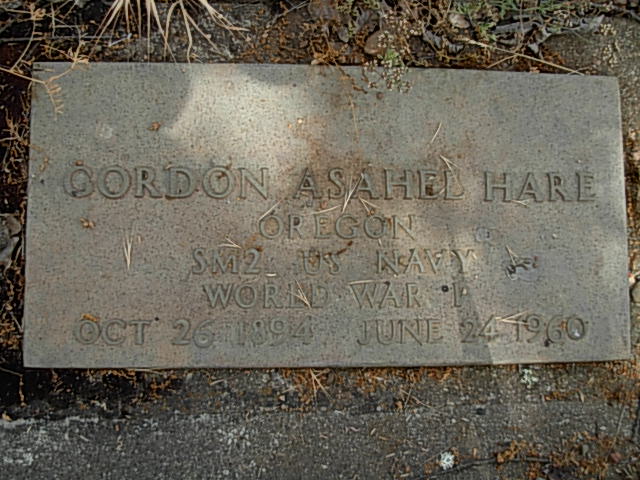 GORDON ASAHEL HARE
OREGON
SM2 US NAVY
WORLD WAR I
OCT 26 1894 JUNE 24 1960